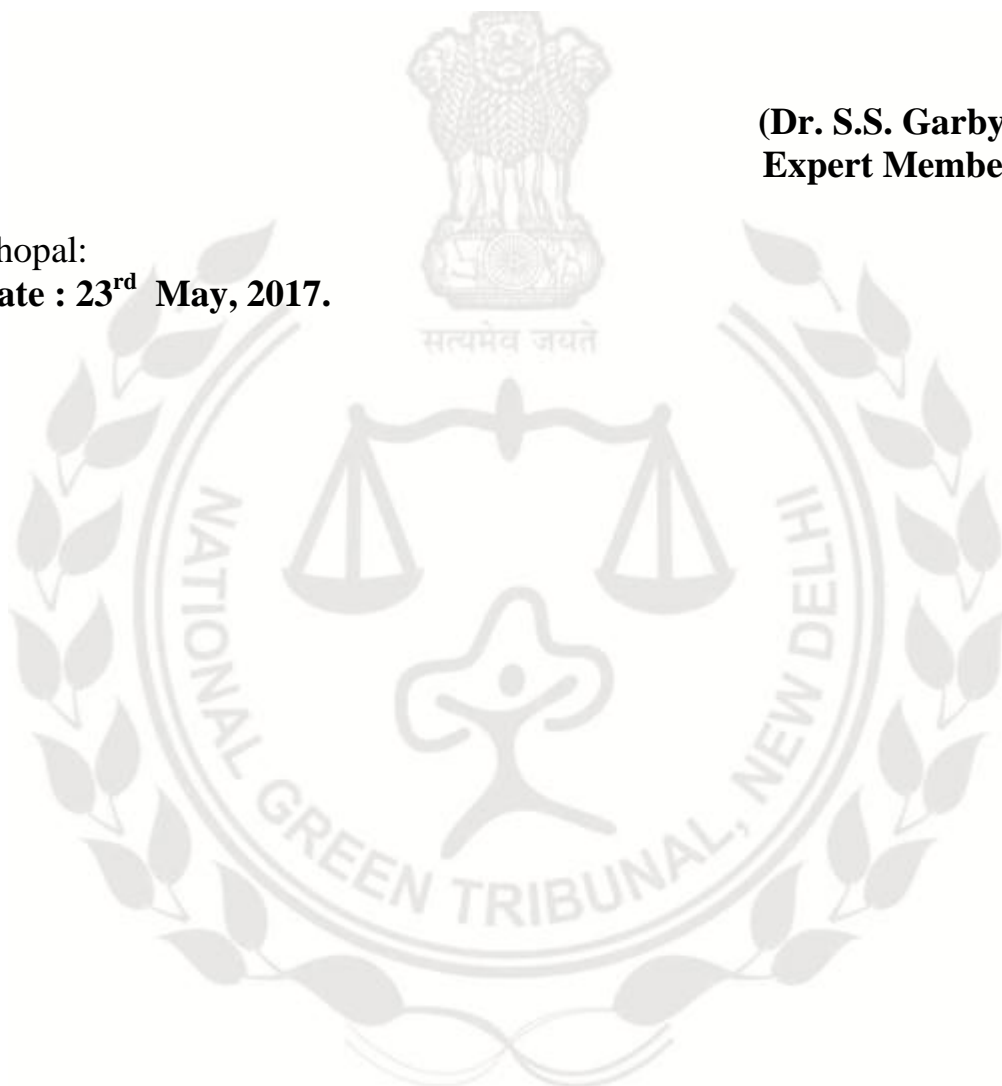 (Dr. S.S. Garby
Expert Membe
hopal:
ate : 23rd May, 2017.
सत्यमेव जयते
NATIONAL GREEN TRIBUNAL, NEW DELHI